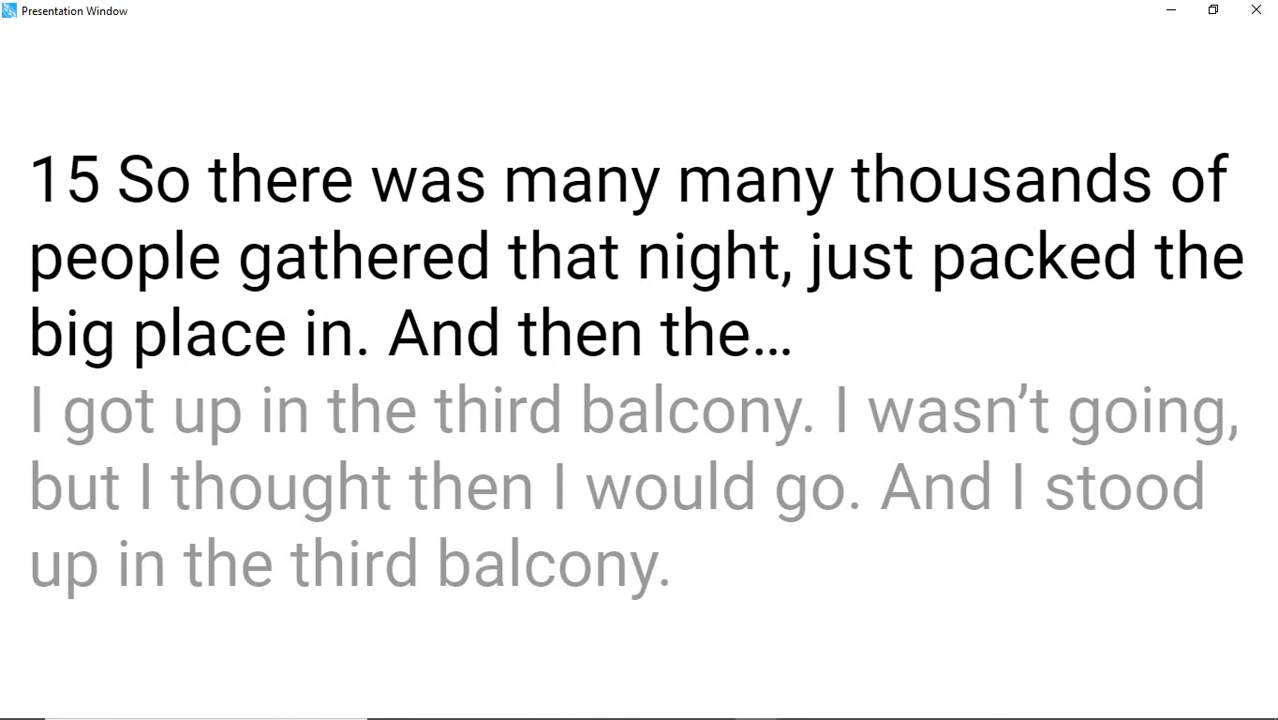 Presentation Window
15 So there was many many thousands of
people gathered that night, just packed the
big place in. And then the…
I got up in the third balcony. I wasn’t going,
but I thought then I would go. And I stood
up in the third balcony.